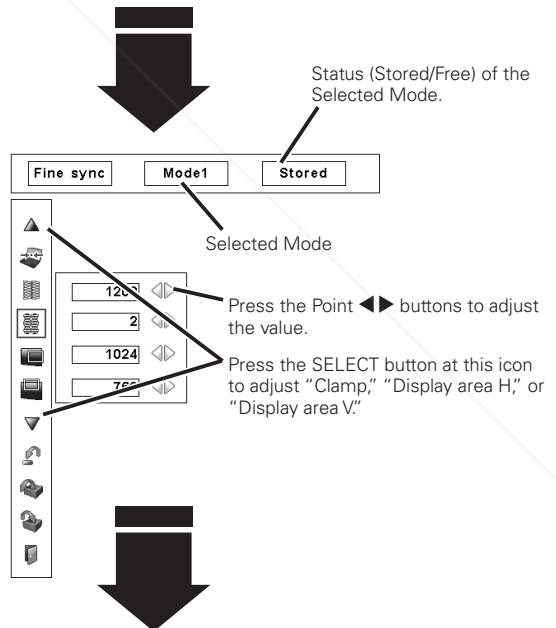 Status (Stored/Free) of the
Selected Mode.
Fine sync Mode1 Stored
Selected Mode
2
1024
Press the Point ◀▶ buttons to adjust
the value.
Press the SELECT button at this icon
to adjust “Clamp,” “Display area H,” or
“Display area V.”